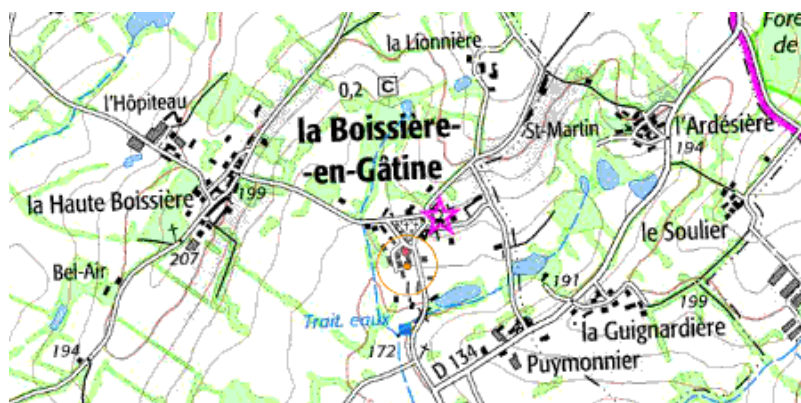 Fore
de
la Lionnière
0,2 C
l'Hôpiteau
la Boissière-
-en-Gâtine
St-Martin
l'Ardésière
194
199
la Haute Boissière
le Soulier
207
Bel-Air
191
199
Trait. eaux
la Guignardière
194
172
D 134
Puymonnier